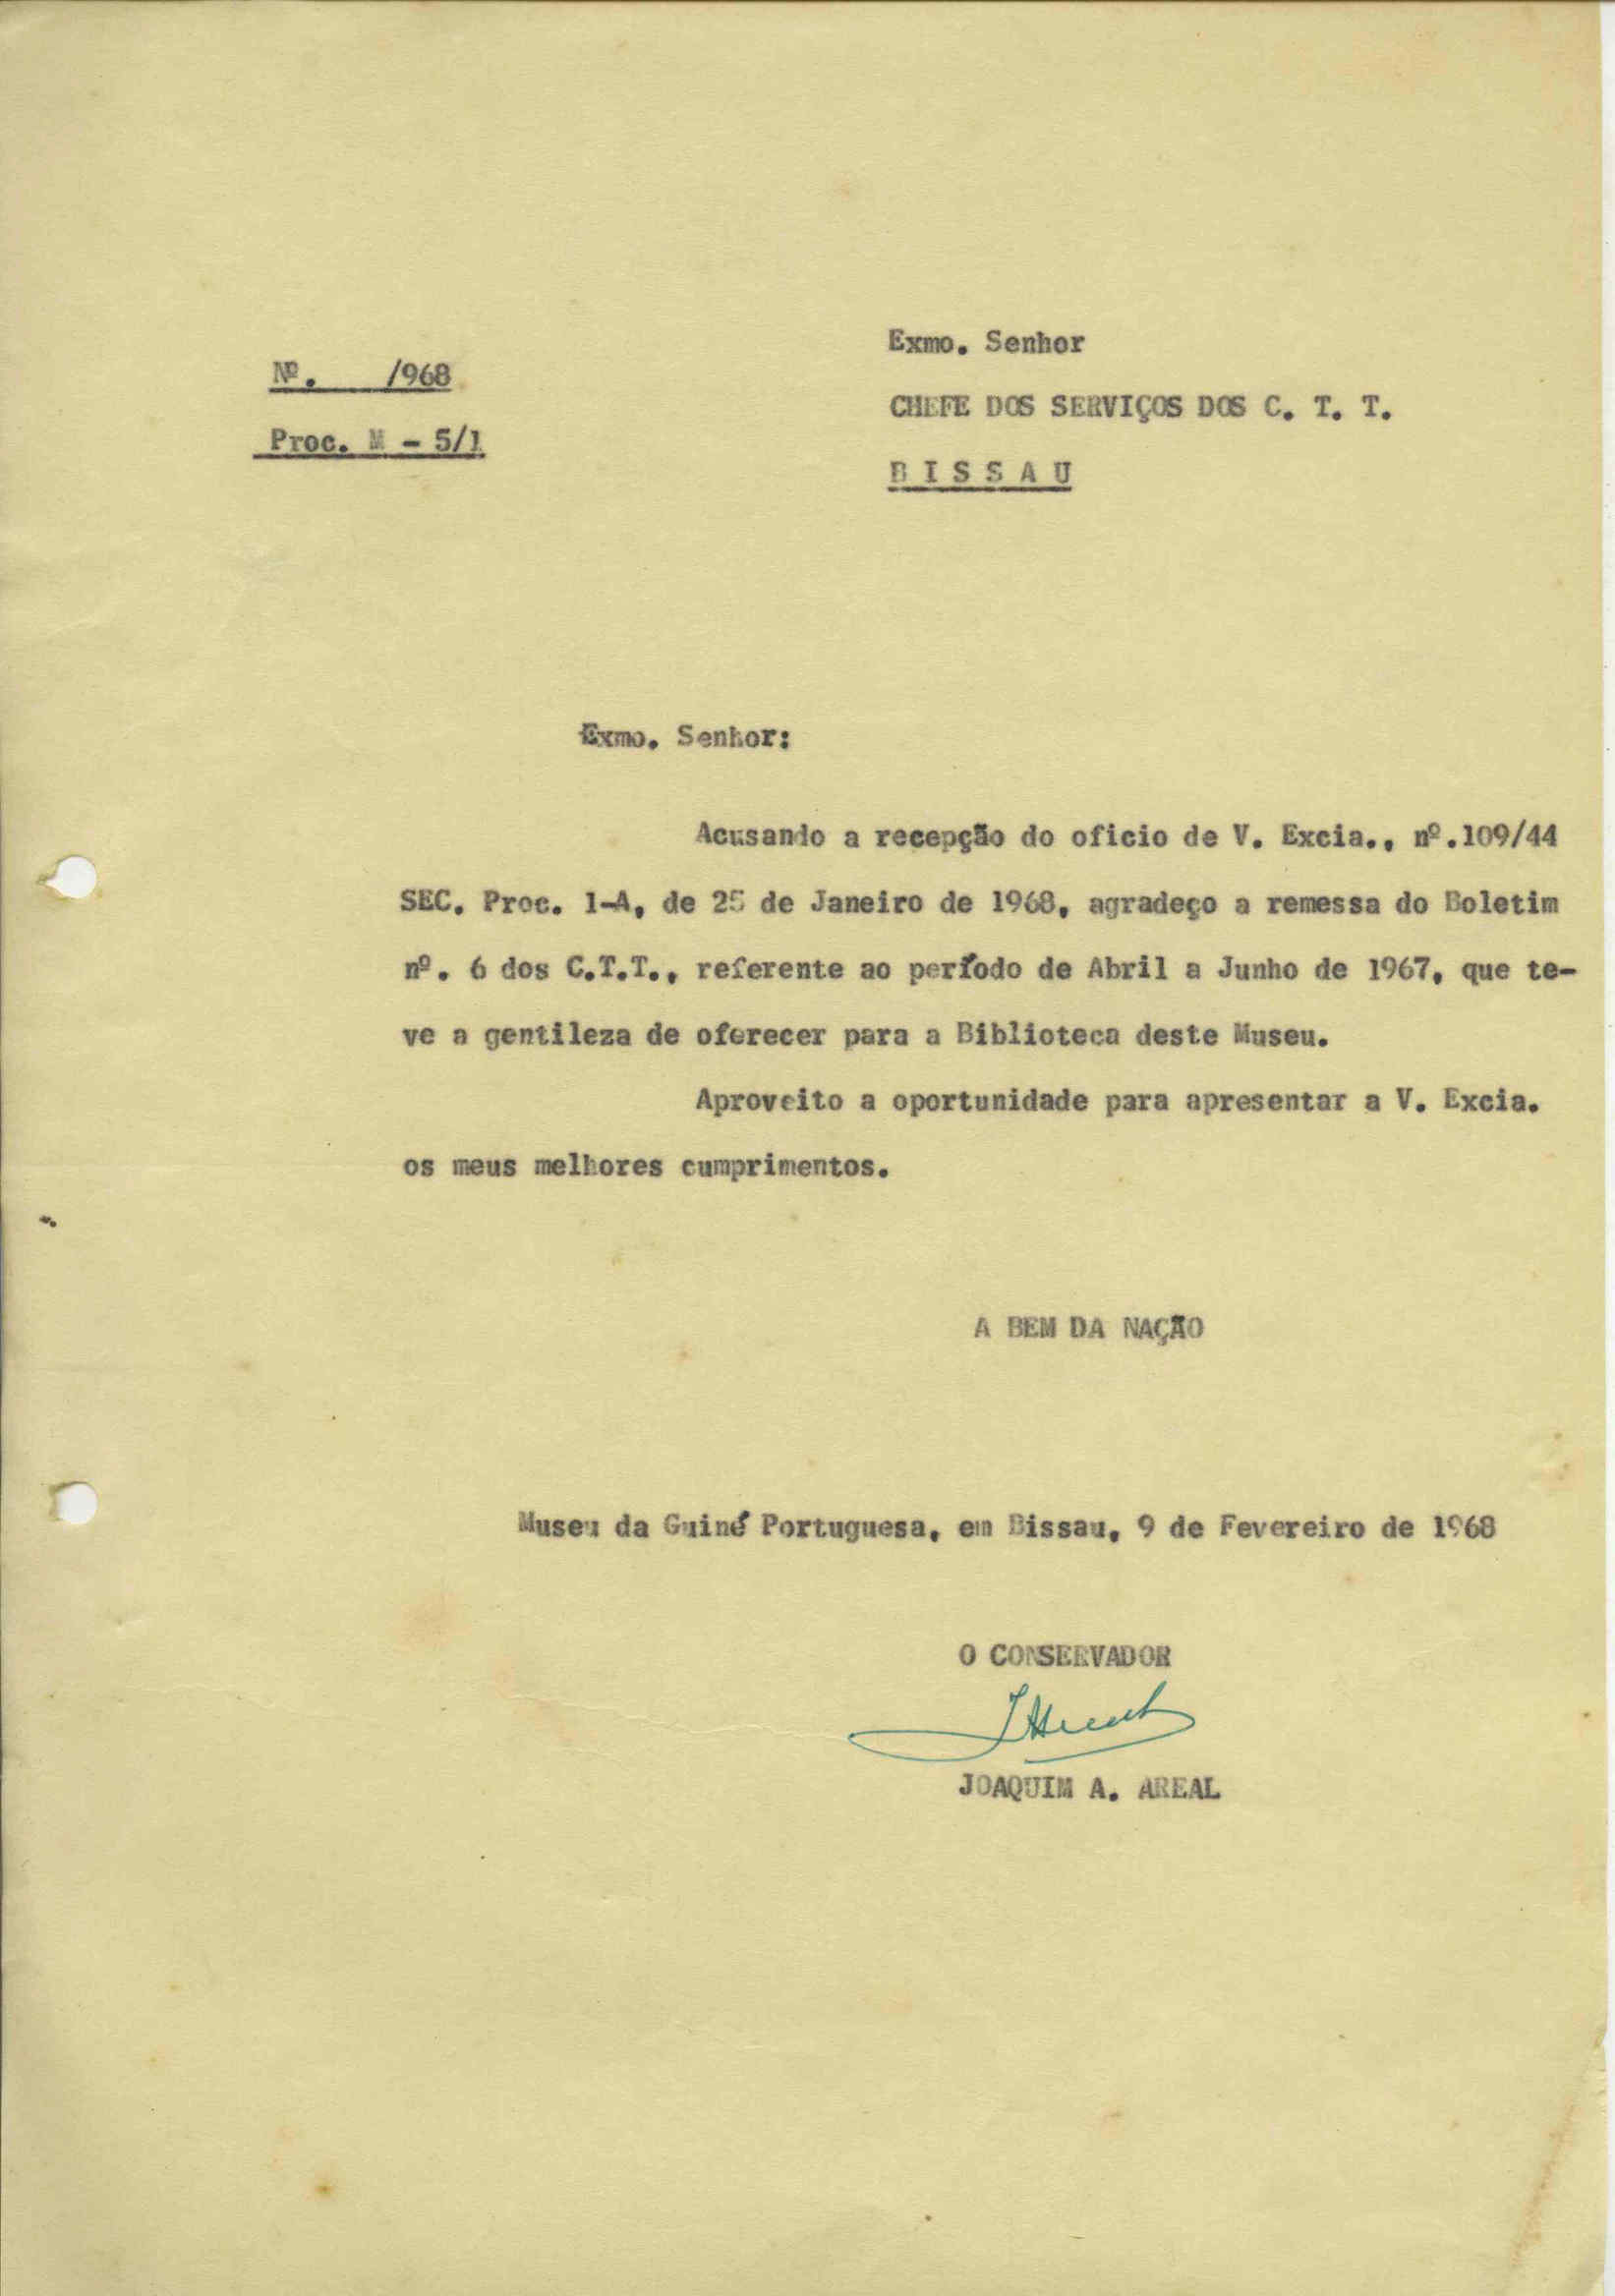 Nº.    /968
Proc. M - 5/1
Exmo. Senhor
CHEFE DOS SERVIÇOS DOS C. T. T.
B I S S A U
Exmo. Senhor:
Acusando a recepção do oficio de V. Excia., nº.109/44
SEC. Proc. 1-A, de 25 de Janeiro de 1968, agradeço a remessa do Boletim
nº. 6 dos C.T.T., referente ao período de Abril a Junho de 1967, que te-
ve a gentileza de oferecer para a Biblioteca deste Museu.
Aproveito a oportunidade para apresentar a V. Excia.
os meus melhores cumprimentos.
A BEM DA NAÇÃO
Museu da Guiné Portuguesa, em Bissau, 9 de Fevereiro de 1968
O CONSERVADOR
JOAQUIM A. AREAL